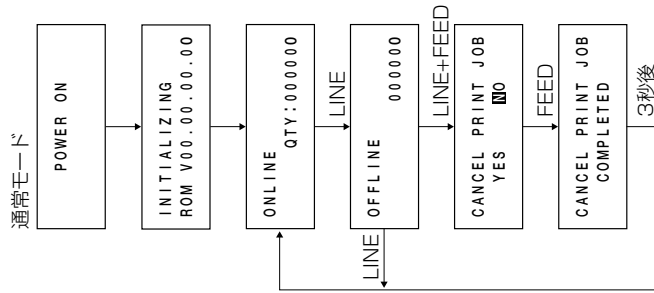 通常モード
POWER ON
INITIALIZING
ROM V00.00.00.00
ONLINE
QTY:000000
LINE
OFFLINE
000000
LINE
LINE+FEED
CANCEL PRINT JOB
YES NO
FEED
CANCEL PRINT JOB
COMPLETED
3秒後